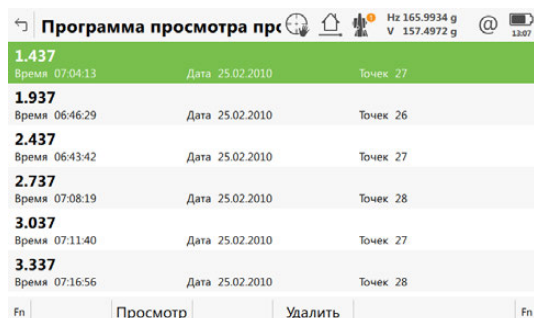 Программа просмотра про
Hz 165.9934 g
V 157.4972 g
@
13:07
1.437
Время 07:04:13 Дата 25.02.2010 Точек 27
1.937
Время 06:46:29 Дата 25.02.2010 Точек 26
2.437
Время 06:43:42 Дата 25.02.2010 Точек 27
2.737
Время 07:08:19 Дата 25.02.2010 Точек 28
3.037
Время 07:11:40 Дата 25.02.2010 Точек 27
3.337
Время 07:16:56 Дата 25.02.2010 Точек 28
Fn Просмотр Удалить Fn